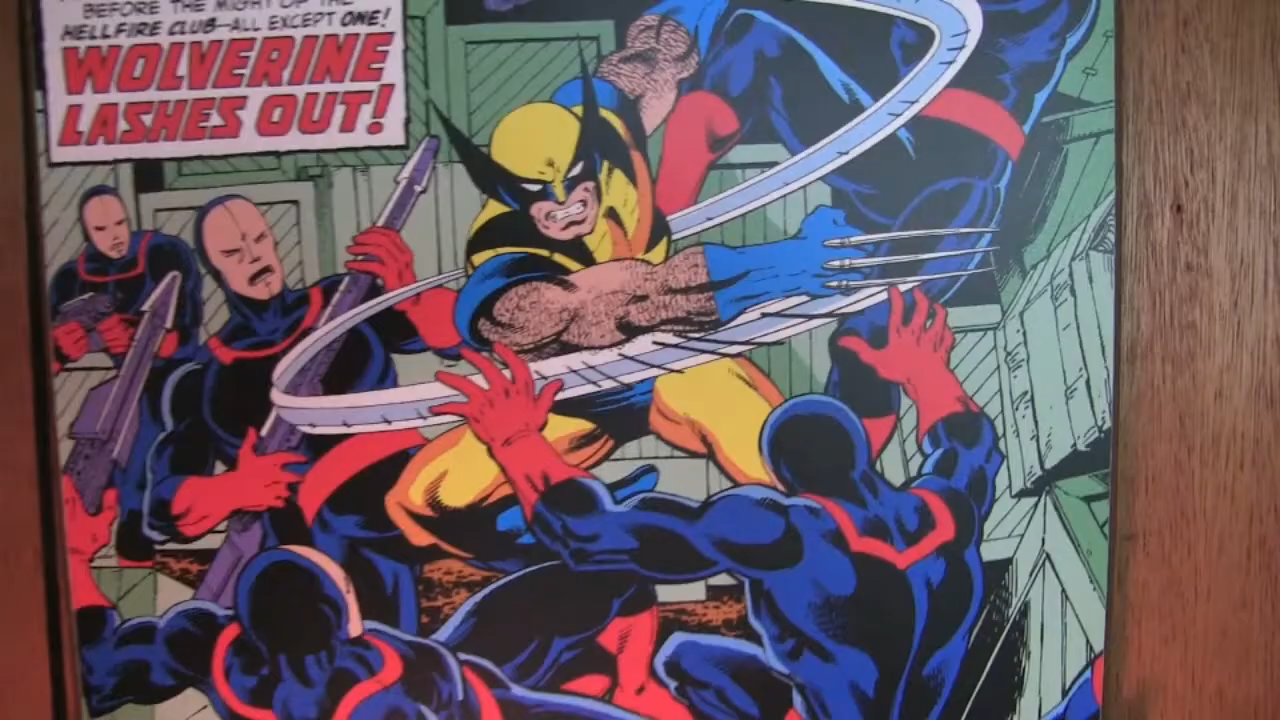 BEFORE THE MIGHT OF THE
HELLFIRE CLUB—ALL EXCEPT ONE!
WOLVERINE
LASHES OUT!